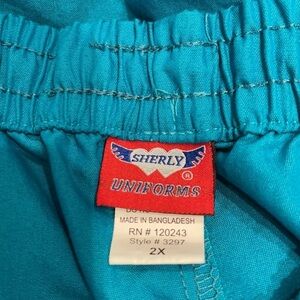 SHERLY
®
UNIFORMS
MADE IN BANGLADESH
RN # 120243
Style # 3297
2X